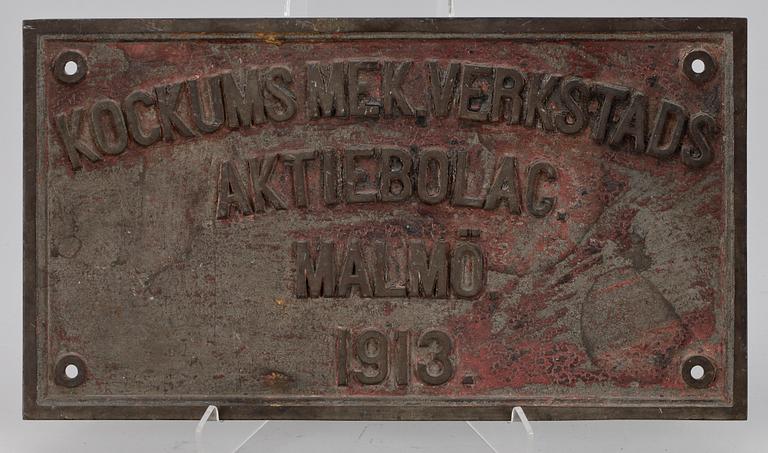 KOCKUMS MEK. VERKSTADS
AKTIEBOLAG
MALMÖ
1913